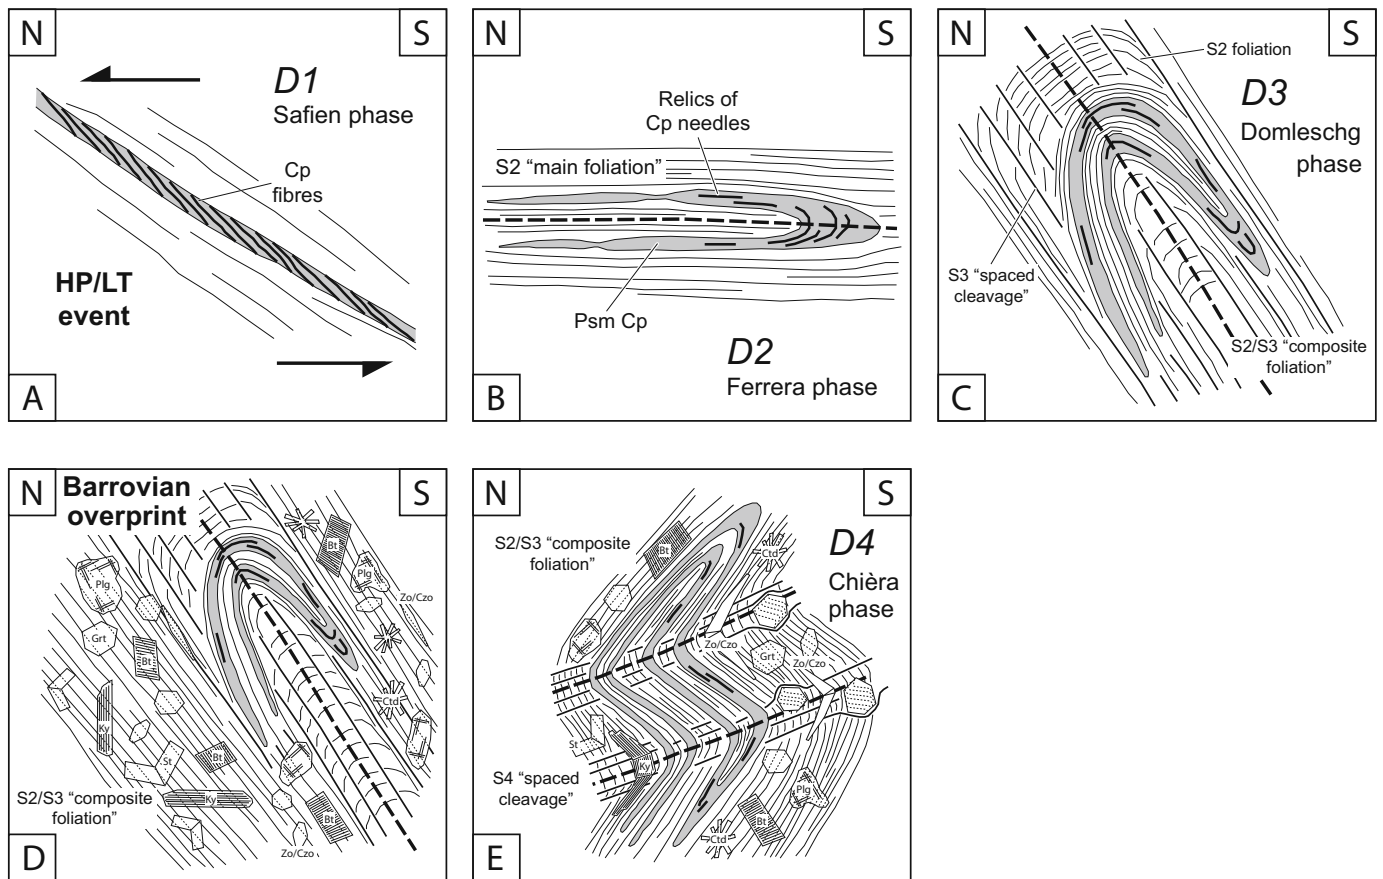 N
S
D1
Safien phase
Cp
fibres
HP/LT
event
A
N
S
Relics of
Cp needles
S2 “main foliation”
Psm Cp
D2
Ferrera phase
B
N
S
S2 foliation
D3
Domleschg
phase
S3 “spaced
cleavage”
S2/S3 “composite
foliation”
C
N
Barrovian
overprint
S
Bt
Plg
Plg
Zo/Czo
Grt
Bt
Ctd
Ky
St
Bt
S2/S3 “composite
foliation”
Ky
Bt
Zo/Czo
D
N
S
S2/S3 “composite
foliation”
Bt
Ctd
D4
Chièra
phase
Zo/Czo
Grt
Zo/Czo
St
Ky
S4 “spaced
cleavage”
Plg
Bt
Ctd
E